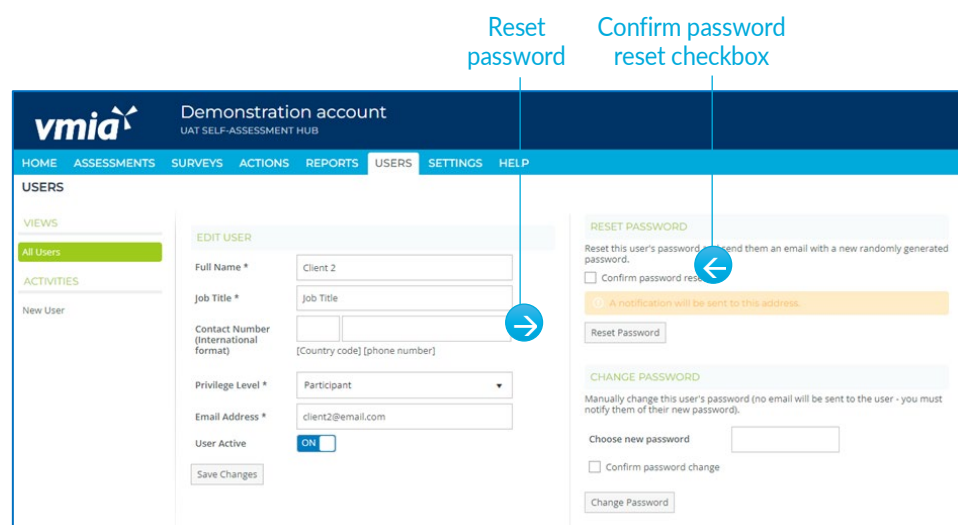 Reset
password
Confirm password
reset checkbox
vmia
Demonstration account
UAT SELF-ASSESSMENT HUB
HOME ASSESSMENTS SURVEYS ACTIONS REPORTS USERS SETTINGS HELP
USERS
VIEWS
All Users
ACTIVITIES
New User
EDIT USER
Full Name *
Client 2
Job Title *
Job Title
Contact Number
(International
format)
[Country code] [phone number]
Privilege Level *
Participant
Email Address *
client2@email.com
User Active
ON
Save Changes
RESET PASSWORD
Reset this user's password send them an email with a new randomly generated
password.
Confirm password
A notification will be sent to this address.
Reset Password
CHANGE PASSWORD
Manually change this user's password (no email will be sent to the user - you must
notify them of their new password).
Choose new password
Confirm password change
Change Password